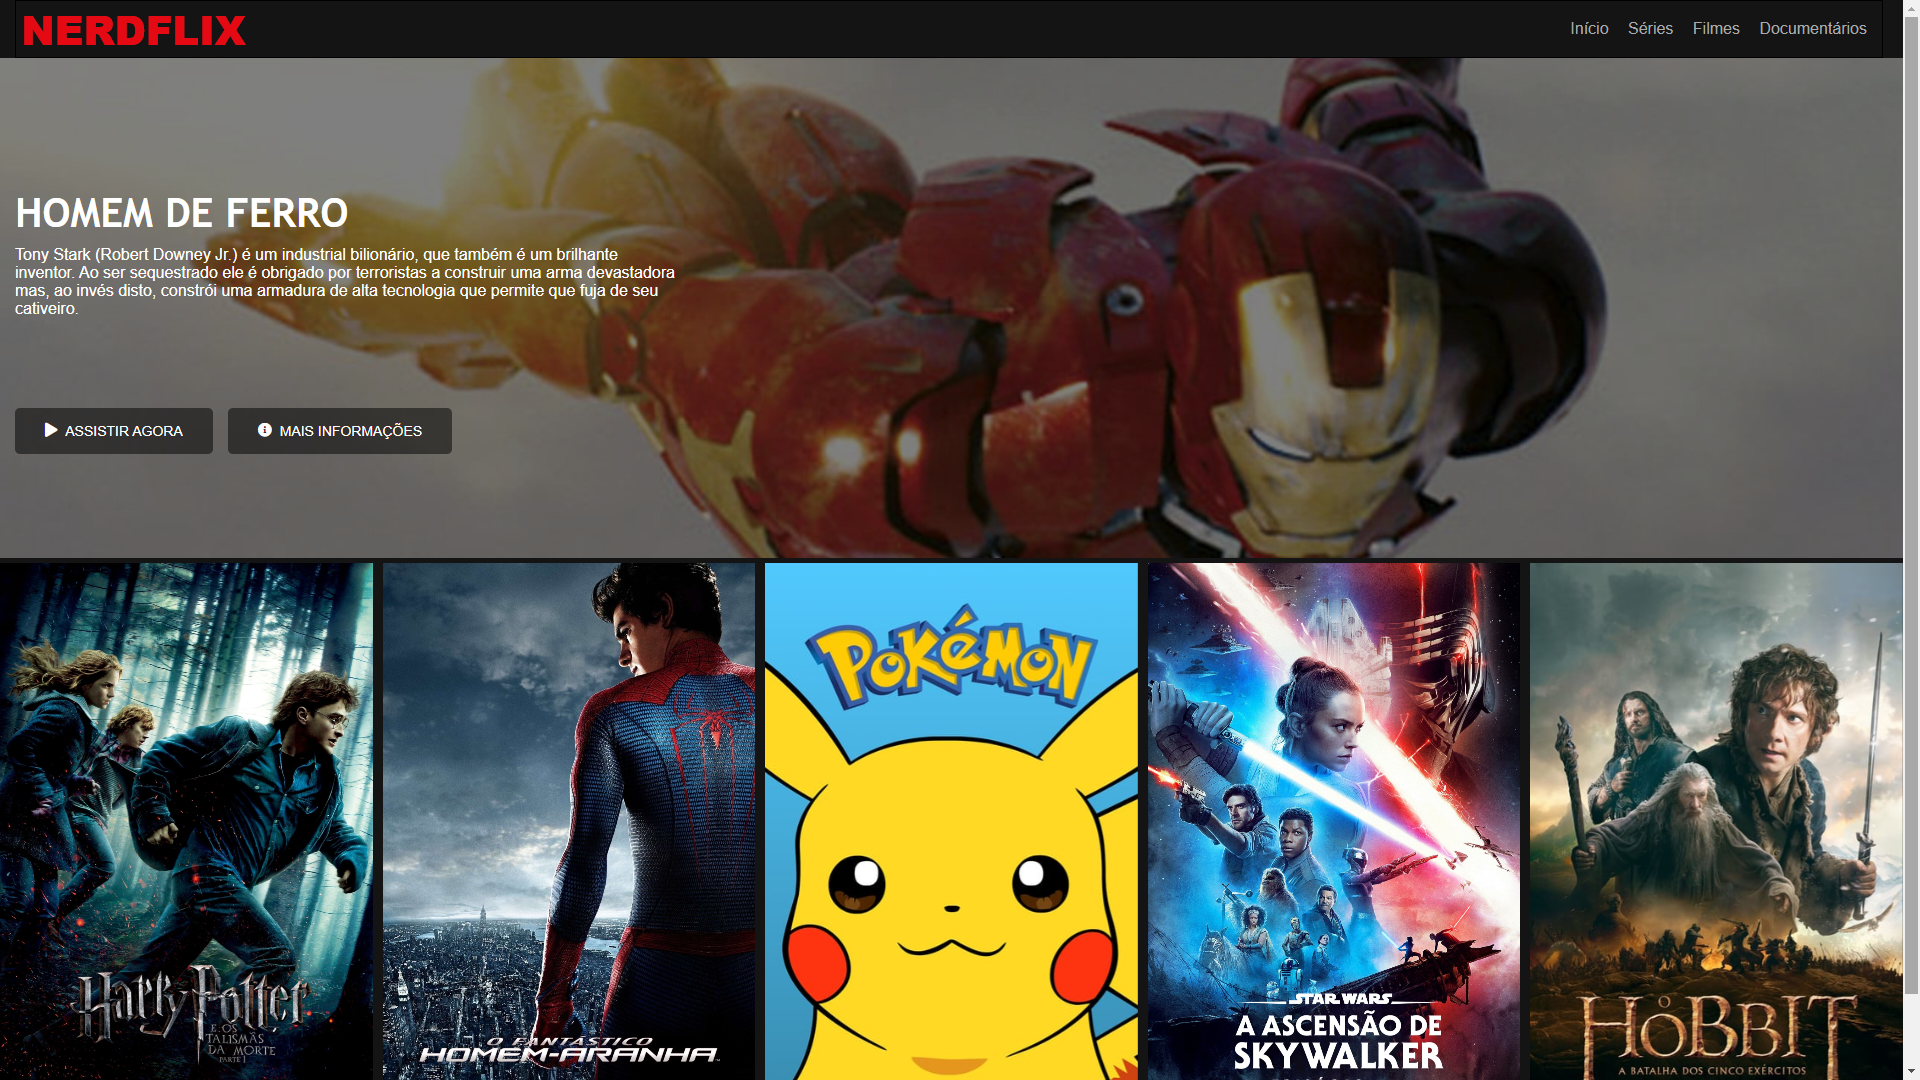 NERDFLIX
Início Séries Filmes Documentários
HOMEM DE FERRO
Tony Stark (Robert Downey Jr.) é um industrial bilionário, que também é um brilhante
inventor. Ao ser sequestrado ele é obrigado por terroristas a construir uma arma devastadora
mas, ao invés disto, constrói uma armadura de alta tecnologia que permite que fuja de seu
cativeiro.
ASSISTIR AGORA
MAIS INFORMAÇÕES
Harry Potter
E OS
TALISMÃS
DA MORTE
PARTE 1
O FANTÁSTICO
HOMEM-ARANHA
POKéMON
STAR WARS
A ASCENSÃO DE
SKYWALKER
O HOBBIT
A BATALHA DOS CINCO EXÉRCITOS